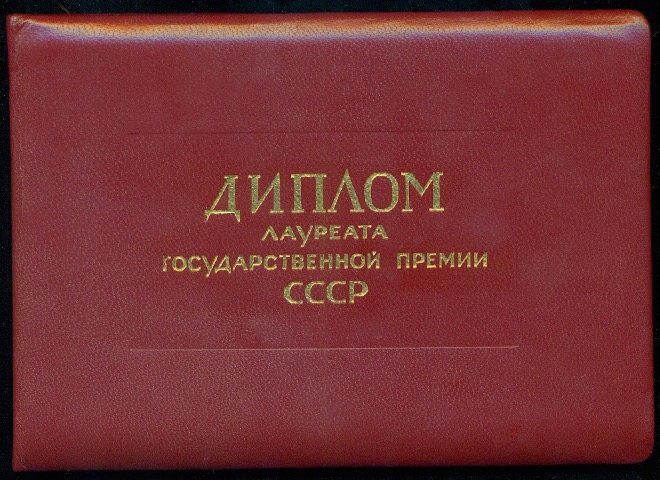 ДИПЛОМ
ЛАУРЕАТА
ГОСУДАРСТВЕННОЙ ПРЕМИИ
СССР